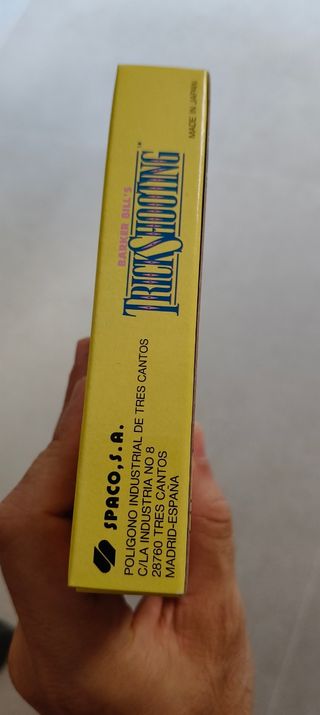 SPACO, S.A.
POLIGONO INDUSTRIAL DE TRES CANTOS
C/LA INDUSTRIA NO 8
28760 TRES CANTOS
MADRID-ESPAÑA
BARKER BILL'S
TRICK SHOOTING™
MADE IN JAPAN